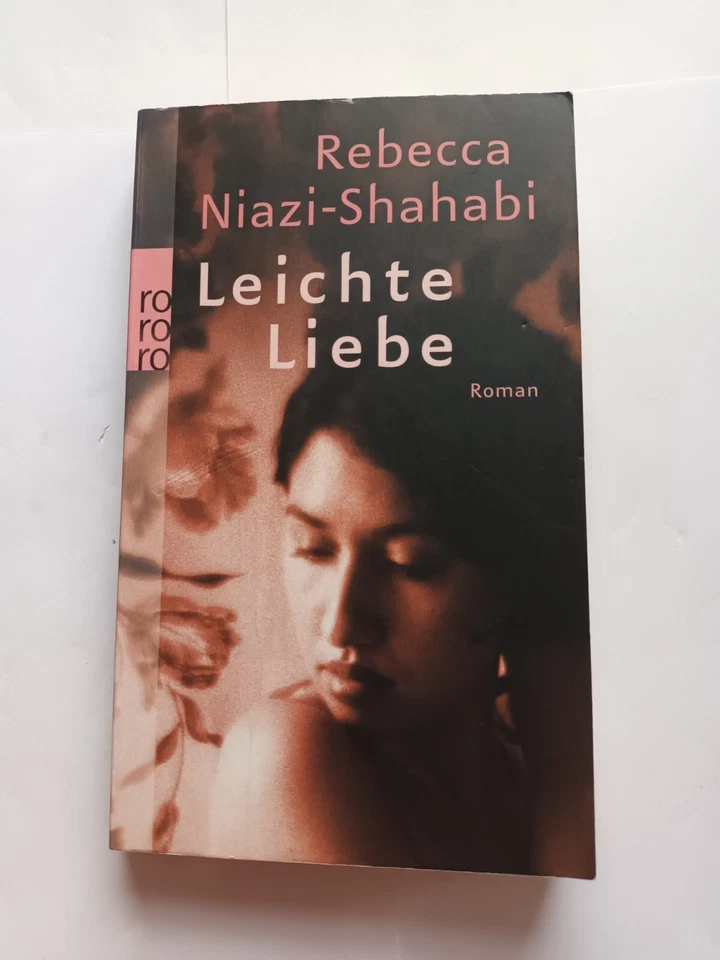 Rebecca
Niazi-Shahabi
Leichte
Liebe
Roman
ro
ro
ro